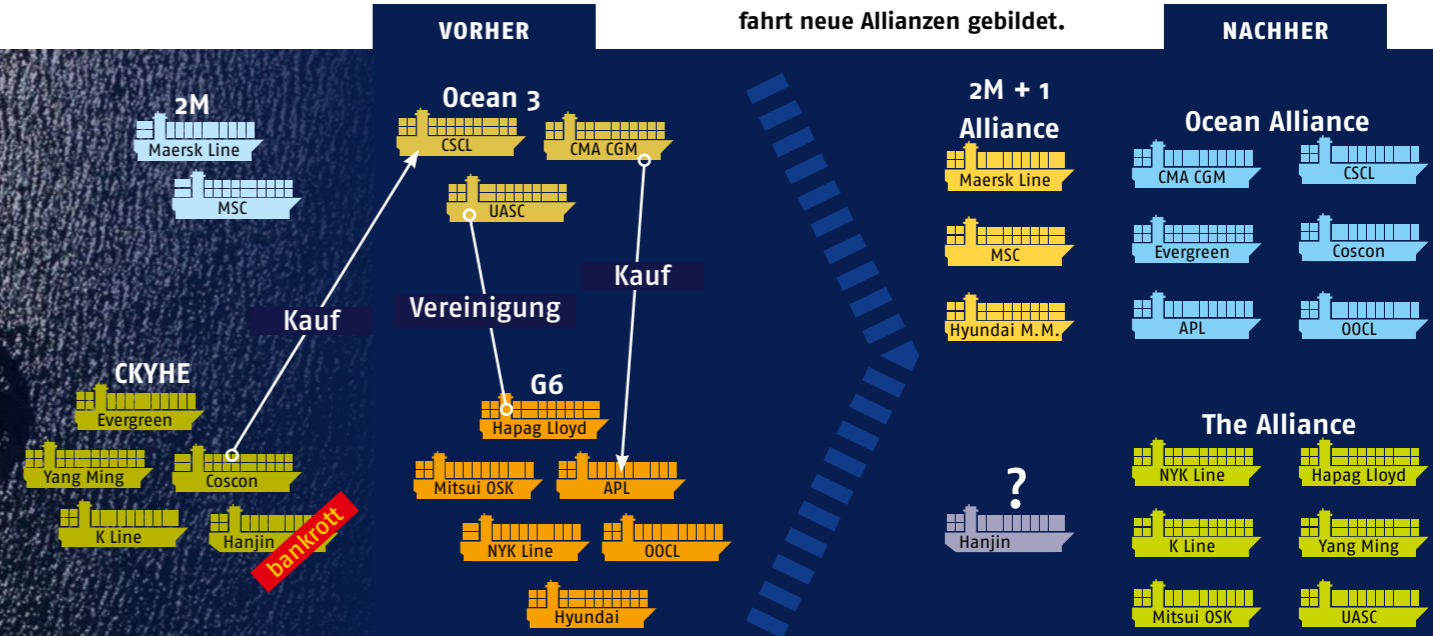 fahrt neue Allianzen gebildet.
VORHER
2M
Maersk Line
MSC
Ocean 3
CSCL
CMA CGM
UASC
Kauf
Vereinigung
Kauf
CKYHE
Evergreen
Yang Ming
Coscon
K Line
Hanjin
bankrott
G6
Hapag Lloyd
Mitsui OSK
APL
NYK Line
OOCL
Hyundai
NACHHER
2M + 1
Alliance
Maersk Line
MSC
Hyundai M.M.
?
Hanjin
Ocean Alliance
CMA CGM
CSCL
Evergreen
Coscon
APL
OOCL
The Alliance
NYK Line
Hapag Lloyd
K Line
Yang Ming
Mitsui OSK
UASC